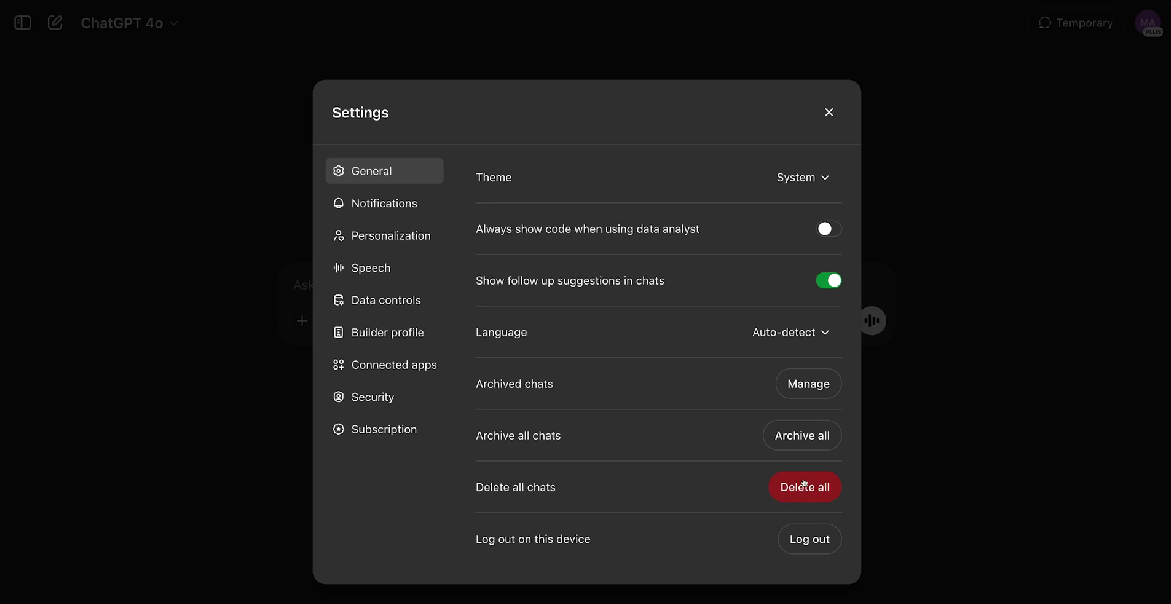 ChatGPT 4o
Temporary
MA
PLUS
Settings
General
Notifications
Personalization
Speech
Data controls
Builder profile
Connected apps
Security
Subscription
Theme
System
Always show code when using data analyst
Show follow up suggestions in chats
Language
Auto-detect
Archived chats
Manage
Archive all chats
Archive all
Delete all chats
Delete all
Log out on this device
Log out
Ask